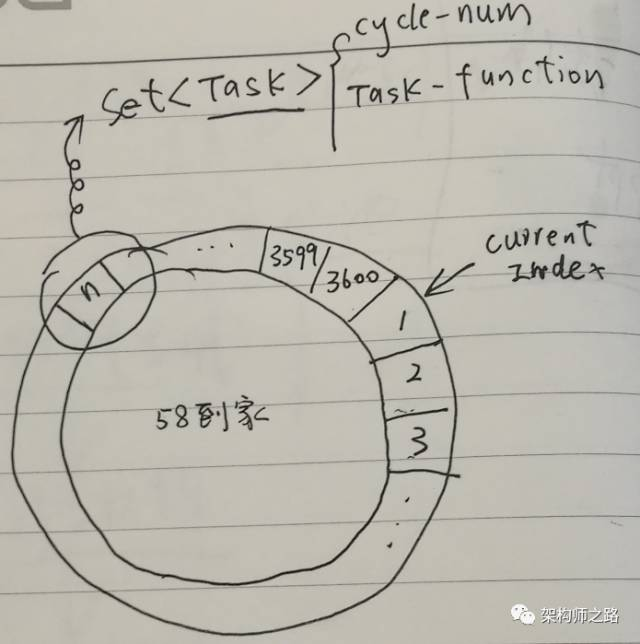 cycle-num
Set<Task>
Task-function
...
3599
3600
n
current
Index
1
2
3
...
58到家
架构师之路